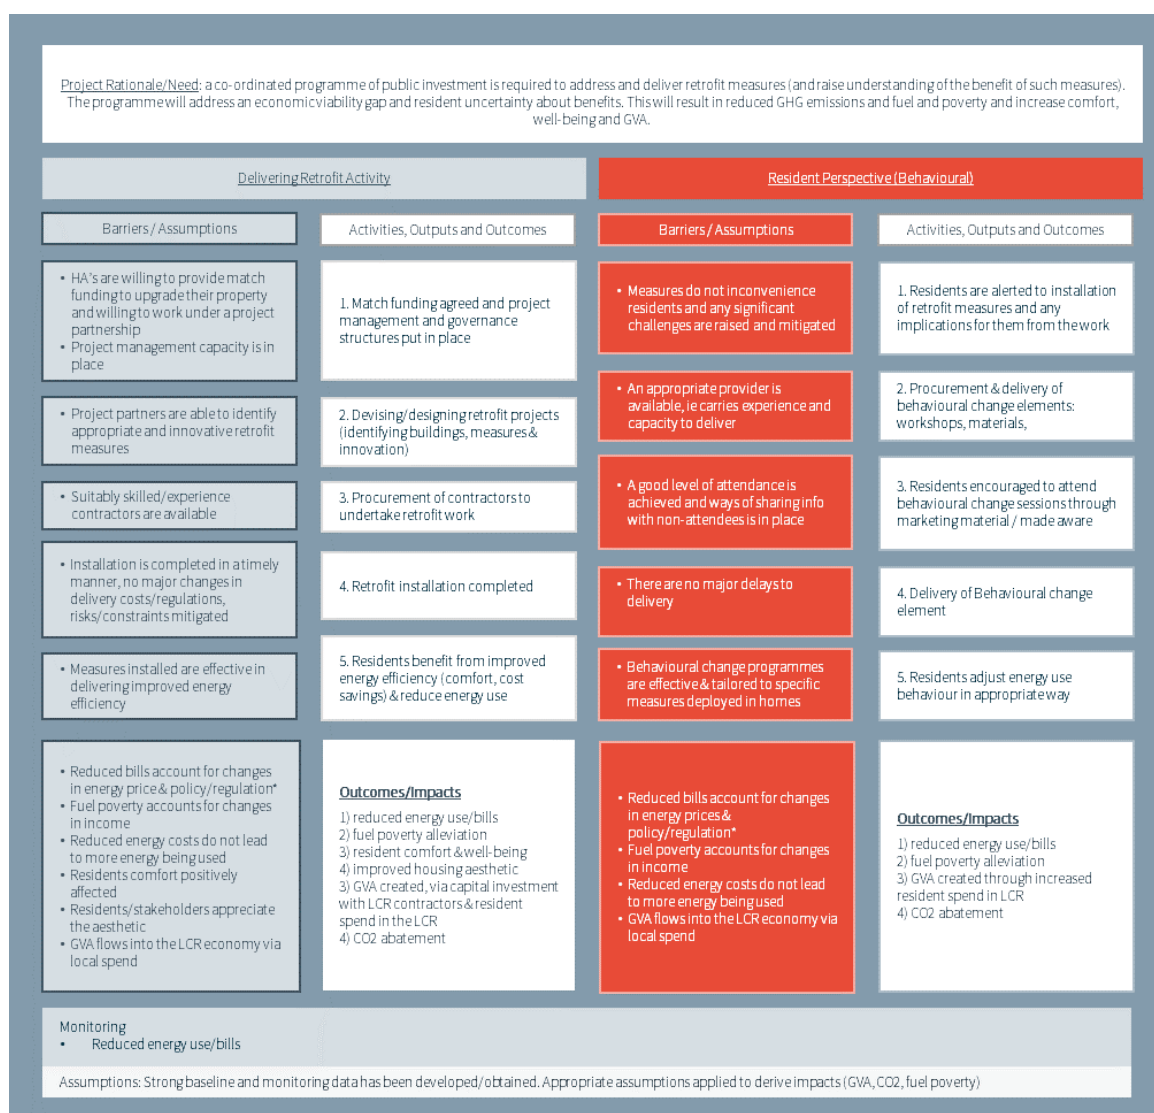 Project Rationale/Need: a co-ordinated programme of public investment is required to address and deliver retrofit measures (and raise understanding of the benefit of such measures).
The programme will address an economic viability gap and resident uncertainty about benefits. This will result in reduced GHG emissions and fuel and poverty and increase comfort,
well-being and GVA.
Delivering Retrofit Activity
Resident Perspective (Behavioural)
Barriers / Assumptions
Activities, Outputs and Outcomes
Barriers / Assumptions
Activities, Outputs and Outcomes
• HA's are willing to provide match
funding to upgrade their property
and willing to work under a project
partnership
• Project management capacity is in
place
1. Match funding agreed and project
management and governance
structures put in place
• Measures do not inconvenience
residents and any significant
challenges are raised and mitigated
1. Residents are alerted to installation
of retrofit measures and any
implications for them from the work
• Project partners are able to identify
appropriate and innovative retrofit
measures
2. Devising/designing retrofit projects
(identifying buildings, measures &
innovation)
• An appropriate provider is
available, ie carries experience and
capacity to deliver
2. Procurement & delivery of
behavioural change elements:
workshops, materials,
• Suitably skilled/experience
contractors are available
3. Procurement of contractors to
undertake retrofit work
• A good level of attendance is
achieved and ways of sharing info
with non-attendees is in place
3. Residents encouraged to attend
behavioural change sessions through
marketing material / made aware
• Installation is completed in a timely
manner, no major changes in
delivery costs/regulations,
risks/constraints mitigated
4. Retrofit installation completed
• There are no major delays to
delivery
4. Delivery of Behavioural change
element
• Measures installed are effective in
delivering improved energy
efficiency
5. Residents benefit from improved
energy efficiency (comfort, cost
savings) & reduce energy use
• Behavioural change programmes
are effective & tailored to specific
measures deployed in homes
5. Residents adjust energy use
behaviour in appropriate way
• Reduced bills account for changes
in energy price & policy/regulation*
• Fuel poverty accounts for changes
in income
• Reduced energy costs do not lead
to more energy being used
• Residents comfort positively
affected
• Residents/stakeholders appreciate
the aesthetic
• GVA flows into the LCR economy via
local spend
Outcomes/Impacts
1) reduced energy use/bills
2) fuel poverty alleviation
3) resident comfort & well-being
4) improved housing aesthetic
3) GVA created, via capital investment
with LCR contractors & resident
spend in the LCR
4) CO2 abatement
• Reduced bills account for changes
in energy prices &
policy/regulation*
• Fuel poverty accounts for changes
in income
• Reduced energy costs do not lead
to more energy being used
• GVA flows into the LCR economy via
local spend
Outcomes/Impacts
1) reduced energy use/bills
2) fuel poverty alleviation
3) GVA created through increased
resident spend in LCR
4) CO2 abatement
Monitoring
• Reduced energy use/bills
Assumptions: Strong baseline and monitoring data has been developed/obtained. Appropriate assumptions applied to derive impacts (GVA, CO2, fuel poverty)